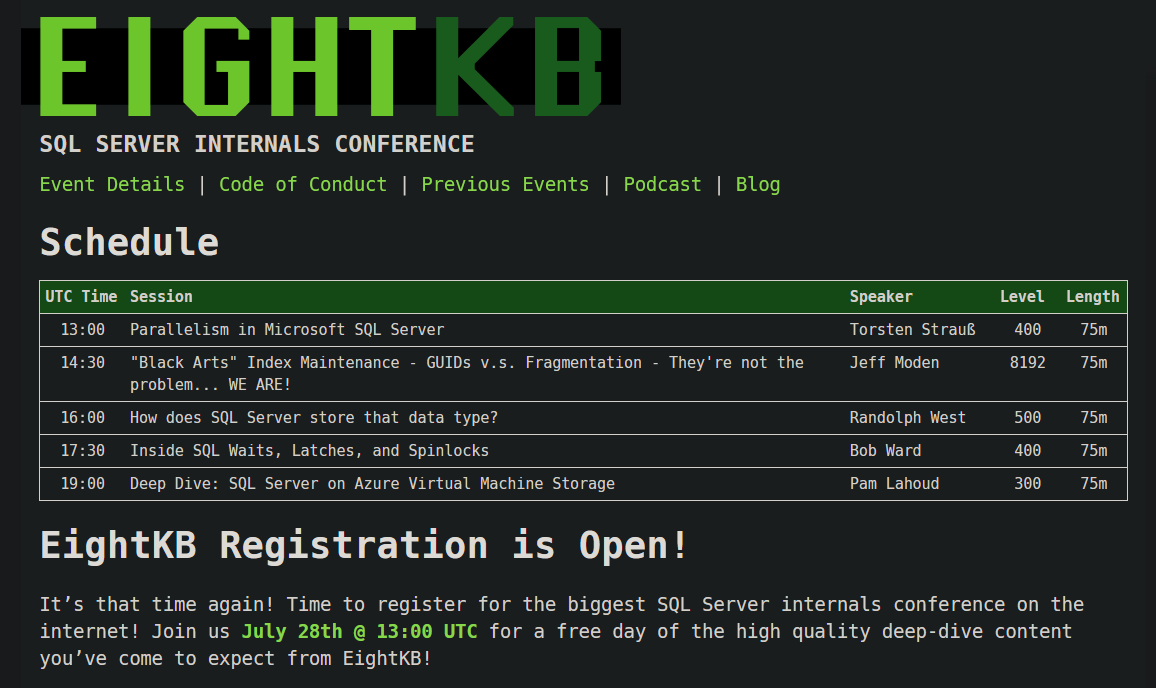 EIGHTKB
SQL SERVER INTERNALS CONFERENCE
Event Details | Code of Conduct | Previous Events | Podcast | Blog
Schedule
UTC Time Session Speaker Level Length
13:00 Parallelism in Microsoft SQL Server Torsten Strauß 400 75m
14:30 "Black Arts" Index Maintenance - GUIDs v.s. Fragmentation - They're not the Jeff Moden 8192 75m
problem... WE ARE!
16:00 How does SQL Server store that data type? Randolph West 500 75m
17:30 Inside SQL Waits, Latches, and Spinlocks Bob Ward 400 75m
19:00 Deep Dive: SQL Server on Azure Virtual Machine Storage Pam Lahoud 300 75m
EightKB Registration is Open!
It’s that time again! Time to register for the biggest SQL Server internals conference on the
internet! Join us July 28th @ 13:00 UTC for a free day of the high quality deep-dive content
you’ve come to expect from EightKB!